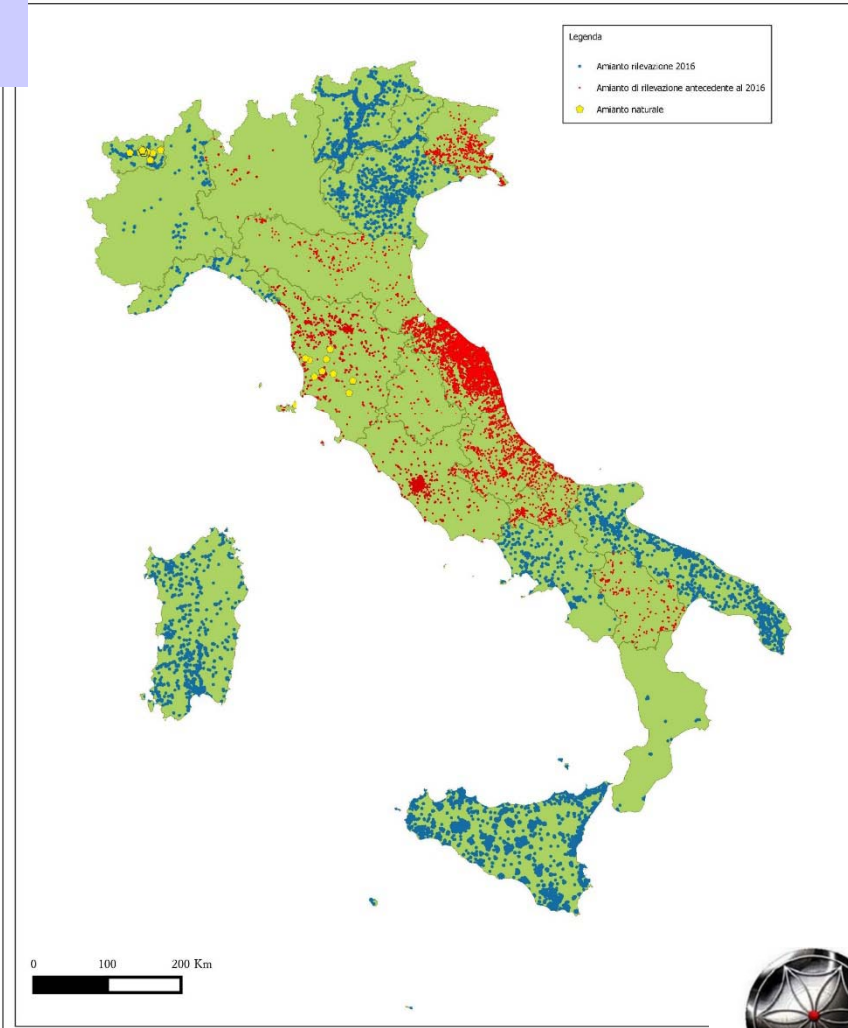 Legenda
Amianto rilevazione 2016
Amianto di rilevazione antecedente al 2016
Amianto naturale
0 100 200 Km